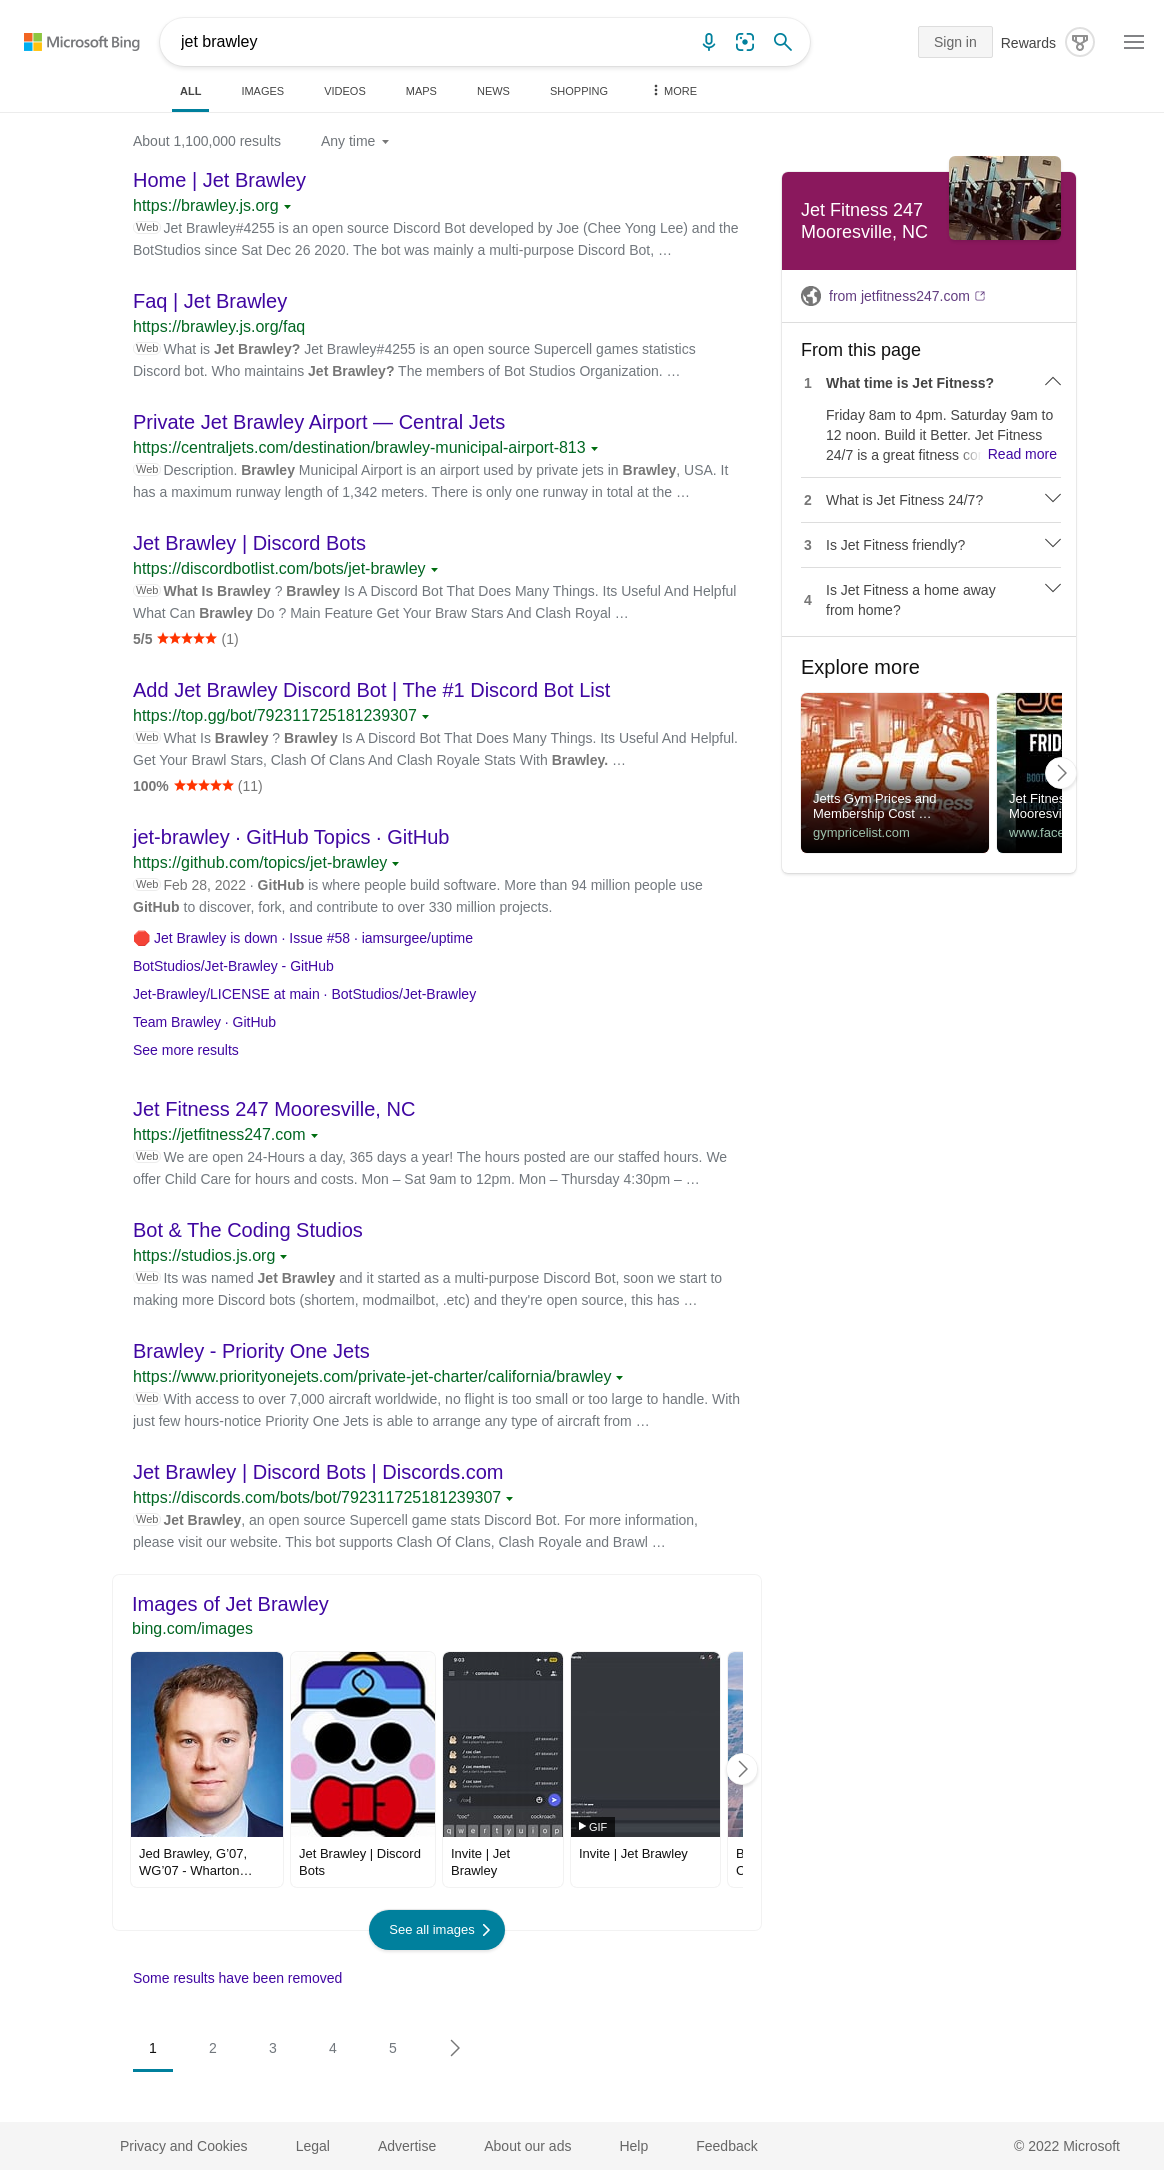 Microsoft Bing
jet brawley
Sign in
Rewards
ALL
IMAGES
VIDEOS
MAPS
NEWS
SHOPPING
MORE
About 1,100,000 results
Any time
Home | Jet Brawley
https://brawley.js.org
Web Jet Brawley#4255 is an open source Discord Bot developed by Joe (Chee Yong Lee) and the
BotStudios since Sat Dec 26 2020. The bot was mainly a multi-purpose Discord Bot, …
Faq | Jet Brawley
https://brawley.js.org/faq
Web What is Jet Brawley? Jet Brawley#4255 is an open source Supercell games statistics
Discord bot. Who maintains Jet Brawley? The members of Bot Studios Organization. …
Private Jet Brawley Airport — Central Jets
https://centraljets.com/destination/brawley-municipal-airport-813
Web Description. Brawley Municipal Airport is an airport used by private jets in Brawley, USA. It
has a maximum runway length of 1,342 meters. There is only one runway in total at the …
Jet Brawley | Discord Bots
https://discordbotlist.com/bots/jet-brawley
Web What Is Brawley ? Brawley Is A Discord Bot That Does Many Things. Its Useful And Helpful
What Can Brawley Do ? Main Feature Get Your Braw Stars And Clash Royal …
5/5 ★★★★★ (1)
Add Jet Brawley Discord Bot | The #1 Discord Bot List
https://top.gg/bot/792311725181239307
Web What Is Brawley ? Brawley Is A Discord Bot That Does Many Things. Its Useful And Helpful.
Get Your Brawl Stars, Clash Of Clans And Clash Royale Stats With Brawley. …
100% ★★★★★ (11)
jet-brawley · GitHub Topics · GitHub
https://github.com/topics/jet-brawley
Web Feb 28, 2022 · GitHub is where people build software. More than 94 million people use
GitHub to discover, fork, and contribute to over 330 million projects.
🛑 Jet Brawley is down · Issue #58 · iamsurgee/uptime
BotStudios/Jet-Brawley - GitHub
Jet-Brawley/LICENSE at main · BotStudios/Jet-Brawley
Team Brawley · GitHub
See more results
Jet Fitness 247 Mooresville, NC
https://jetfitness247.com
Web We are open 24-Hours a day, 365 days a year! The hours posted are our staffed hours. We
offer Child Care for hours and costs. Mon – Sat 9am to 12pm. Mon – Thursday 4:30pm – …
Bot & The Coding Studios
https://studios.js.org
Web Its was named Jet Brawley and it started as a multi-purpose Discord Bot, soon we start to
making more Discord bots (shortem, modmailbot, .etc) and they're open source, this has …
Brawley - Priority One Jets
https://www.priorityonejets.com/private-jet-charter/california/brawley
Web With access to over 7,000 aircraft worldwide, no flight is too small or too large to handle. With
just few hours-notice Priority One Jets is able to arrange any type of aircraft from …
Jet Brawley | Discord Bots | Discords.com
https://discords.com/bots/bot/792311725181239307
Web Jet Brawley, an open source Supercell game stats Discord Bot. For more information,
please visit our website. This bot supports Clash Of Clans, Clash Royale and Brawl …
Images of Jet Brawley
bing.com/images
9:03
commands
/ coc profile
/ coc clan
/ coc members
/ coc save
JET BRAWLEY
JET BRAWLEY
JET BRAWLEY
JET BRAWLEY
"coc" coconut cockroach
q w e r t y u i o p
GIF
Jed Brawley, G'07,
WG'07 - Wharton…
Jet Brawley | Discord
Bots
Invite | Jet
Brawley
Invite | Jet Brawley
B
C
See all images
Some results have been removed
1 2 3 4 5
Jet Fitness 247
Mooresville, NC
from jetfitness247.com
From this page
1 What time is Jet Fitness?
Friday 8am to 4pm. Saturday 9am to
12 noon. Build it Better. Jet Fitness
24/7 is a great fitness co Read more
2 What is Jet Fitness 24/7?
3 Is Jet Fitness friendly?
4 Is Jet Fitness a home away
from home?
Explore more
jetts
24 hour fitness
Jetts Gym Prices and
Membership Cost …
gympricelist.com
FRID
BOOT
Jet Fitnes
Mooresvi
www.face
Privacy and Cookies
Legal
Advertise
About our ads
Help
Feedback
© 2022 Microsoft